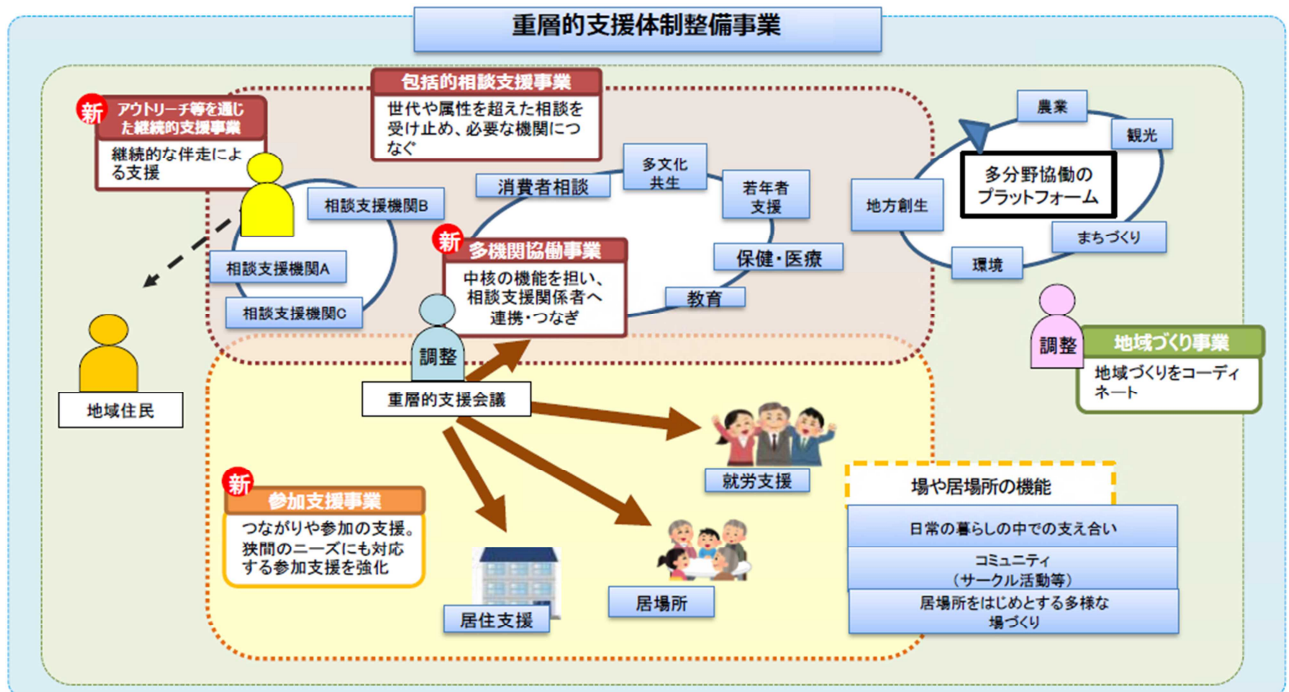 重層的支援体制整備事業
新
アウトリーチ等を通じ
た継続的支援事業
継続的な伴走によ
る支援
包括的相談支援事業
世代や属性を超えた相談を
受け止め、必要な機関につ
なぐ
相談支援機関B
相談支援機関A
相談支援機関C
消費者相談
多文化
共生
若年者
支援
保健・医療
教育
新
多機関協働事業
中核の機能を担い、
相談支援関係者へ
連携・つなぎ
調整
重層的支援会議
農業
観光
多分野協働の
プラットフォーム
地方創生
まちづくり
環境
調整
地域づくり事業
地域づくりをコーディ
ネート
地域住民
新
参加支援事業
つながりや参加の支援。
狭間のニーズにも対応
する参加支援を強化
就労支援
居場所
居住支援
場や居場所の機能
日常の暮らしの中での支え合い
コミュニティ
（サークル活動等）
居場所をはじめとする多様な
場づくり